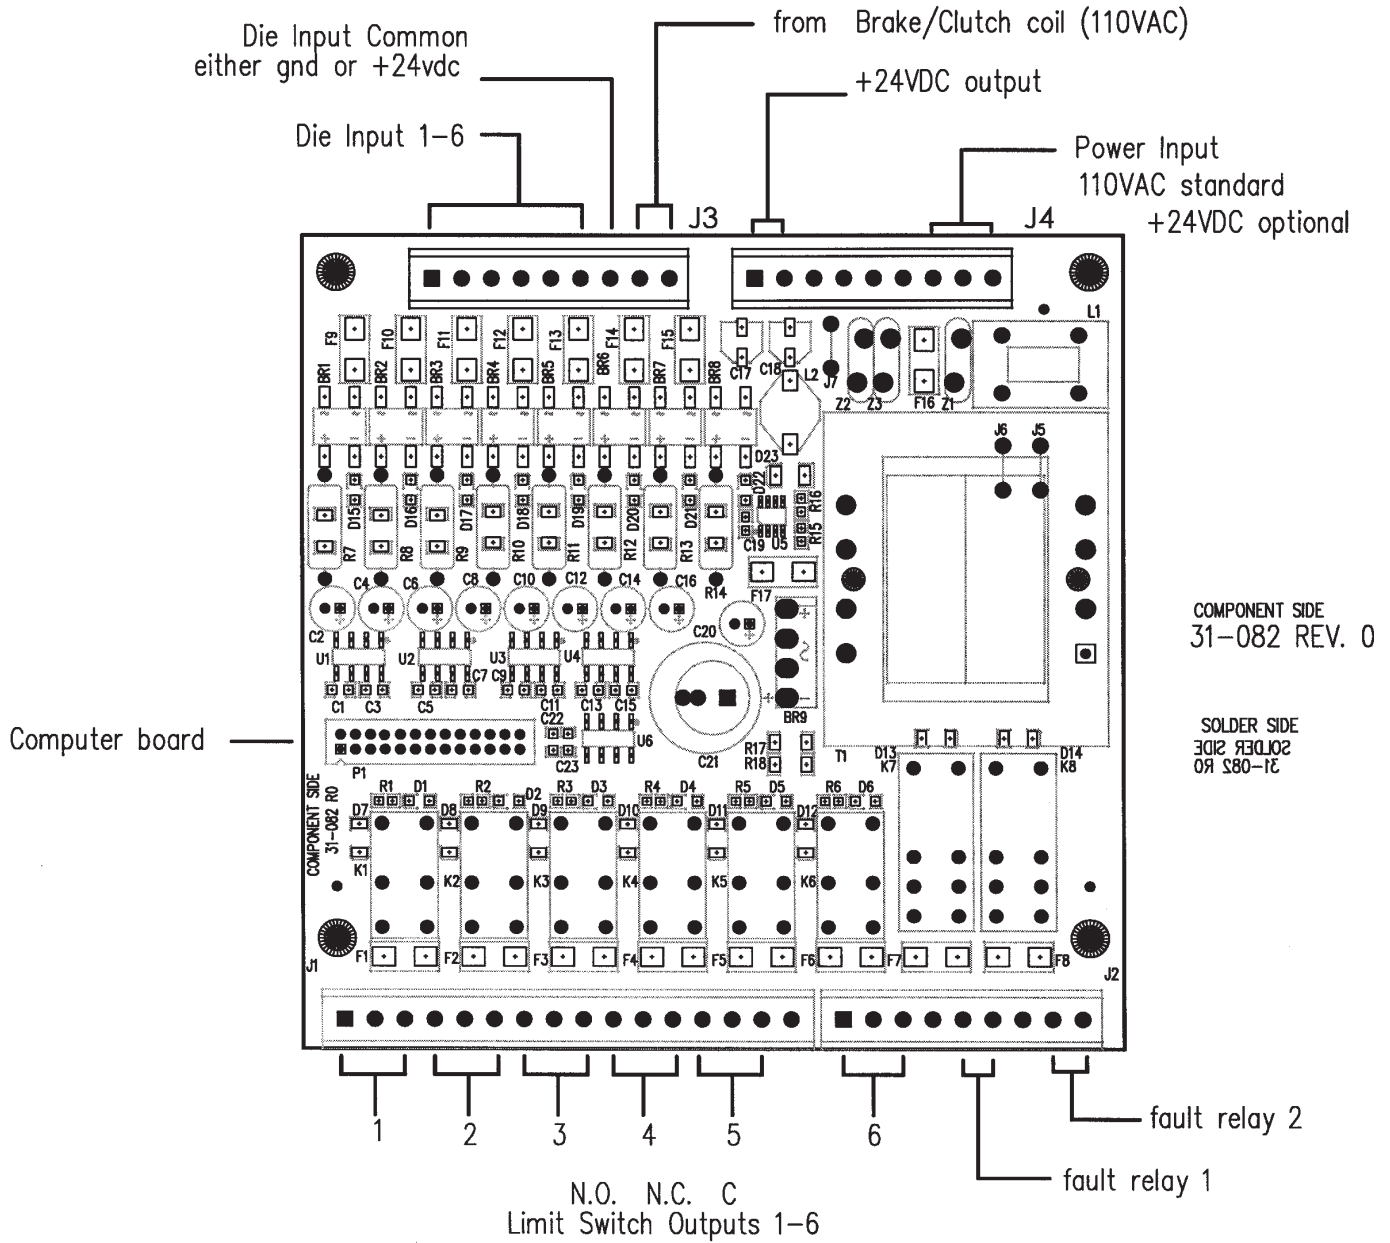 from Brake/Clutch coil (110VAC)
Die Input Common
either gnd or +24vdc
+24VDC output
Die Input 1-6
Power Input
110VAC standard
+24VDC optional
J3
J4
L1
F9 F10 F11 F12 F13 F14 F15
BR1 BR2 BR3 BR4 BR5 BR6 BR7 BR8
C17 C18 L2 J7
Z2 Z3 F16 Z1
J6 J5
D23
D22
D15 D16 D17 D18 D19 D20 D21
R16
R15
C19 U5
R7 R8 R9 R10 R11 R12 R13
R14
F17
C4 C6 C8 C10 C12 C14 C16
C2
C20
U1 U2 U3 U4
C7 C9
C1 C3 C5 C11 C13 C15
COMPONENT SIDE
31-082 REV. 0
BR9
C22
U6
C23
C21
R17
R18
T1
SOLDER SIDE
SOLDER SIDE
31-082 R0
Computer board
P1
D13
K7
D14
K8
R1 D1 R2 D2 R3 D3 R4 D4 R5 D5 R6 D6
COMPONENT SIDE
31-082 R0
D7 D8 D9 D10 D11 D12
K1 K2 K3 K4 K5 K6
F1 F2 F3 F4 F5 F6 F7 F8
J1
J2
1 2 3 4 5 6
fault relay 2
fault relay 1
N.O. N.C. C
Limit Switch Outputs 1-6